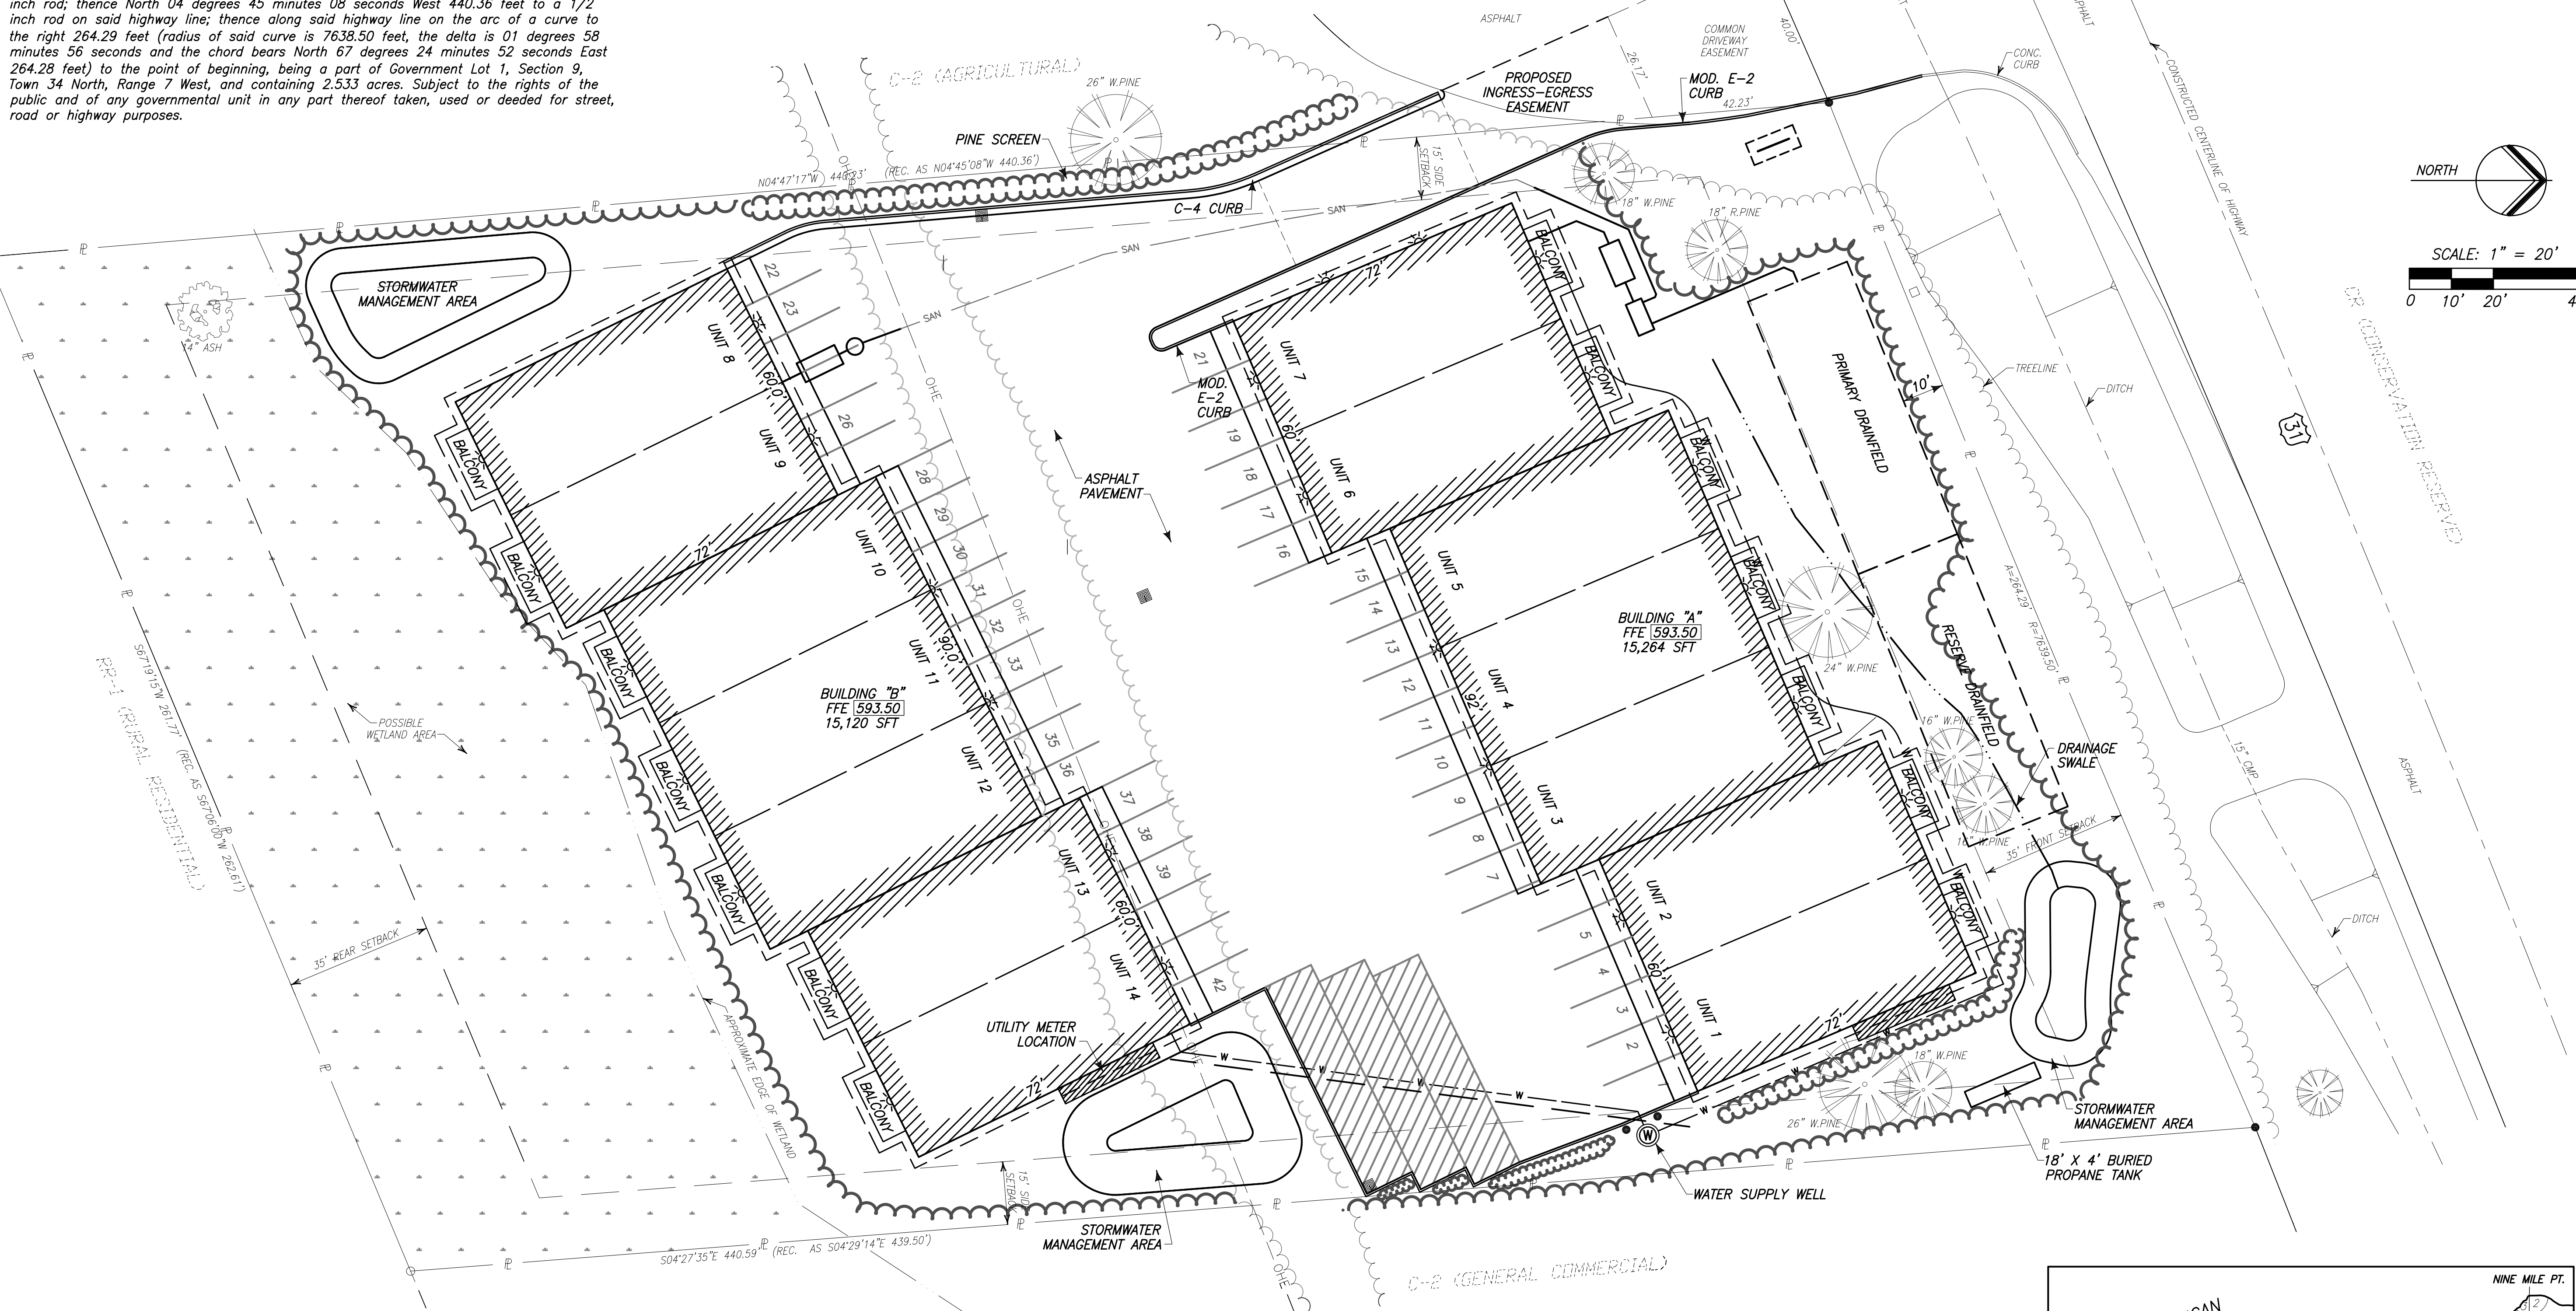 inch rod; thence North 04 degrees 45 minutes 08 seconds West 440.36 feet to a 1/2
inch rod on said highway line; thence along said highway line on the arc of a curve to
the right 264.29 feet (radius of said curve is 7638.50 feet, the delta is 01 degrees 58
minutes 56 seconds and the chord bears North 67 degrees 24 minutes 52 seconds East
264.28 feet) to the point of beginning, being a part of Government Lot 1, Section 9,
Town 34 North, Range 7 West, and containing 2.533 acres. Subject to the rights of the
public and of any governmental unit in any part thereof taken, used or deeded for street,
road or highway purposes.
C-2 (AGRICULTURAL)
26" W.PINE
PINE SCREEN
N04°47'17"W
440.23'
(REC. AS N04°45'08"W 440.36')
C-4 CURB
15' SIDE
SETBACK
ASPHALT
26.17'
COMMON
DRIVEWAY
EASEMENT
40.00'
PROPOSED
INGRESS-EGRESS
EASEMENT
MOD. E-2
CURB
42.23'
CONC.
CURB
ASPHALT
CONSTRUCTED CENTERLINE OF HIGHWAY
NORTH
SCALE: 1" = 20'
0 10' 20'
CR (CONSERVATION RESERVE)
31
OHE
SAN
SAN
SAN
18" W.PINE
18" R.PINE
STORMWATER
MANAGEMENT AREA
14" ASH
UNIT 8
60.0'
UNIT 9
22
23
26
28
29
30
31
32
33
35
36
37
38
39
42
OHE
OHE
OHE
OHE
OHE
ASPHALT
PAVEMENT
MOD.
E-2
CURB
21
19
18
17
16
15
14
13
12
11
10
9
8
7
5
4
3
2
UNIT 7
60'
UNIT 6
72'
BALCONY
BALCONY
BALCONY
BALCONY
BALCONY
BALCONY
BALCONY
PRIMARY DRAINFIELD
10'
TREELINE
DITCH
UNIT 5
UNIT 4
92'
UNIT 3
BUILDING "A"
FFE 593.50
15,264 SFT
24" W.PINE
RESERVE DRAINFIELD
A=264.29' R=7639.50'
16" W.PINE
16" W.PINE
DRAINAGE
SWALE
35' FRONT SETBACK
15" CMP
ASPHALT
DITCH
BALCONY
BALCONY
BALCONY
BALCONY
BALCONY
BALCONY
BALCONY
72'
UNIT 10
90.0'
UNIT 11
UNIT 12
BUILDING "B"
FFE 593.50
15,120 SFT
UNIT 13
60.0'
UNIT 14
72'
UNIT 2
60'
UNIT 1
72'
RR-1 (RURAL RESIDENTIAL)
S67°19'15"W 261.77' (REC. AS S67°06'00"W 262.61')
POSSIBLE
WETLAND AREA
35' REAR SETBACK
APPROXIMATE EDGE OF WETLAND
UTILITY METER
LOCATION
W
W
W
W
W
W
W
W
18" W.PINE
26" W.PINE
STORMWATER
MANAGEMENT AREA
18' X 4' BURIED
PROPANE TANK
WATER SUPPLY WELL
15' SIDE
SETBACK
STORMWATER
MANAGEMENT AREA
S04°27'35"E 440.59' (REC. AS S04°29'14"E 439.50')
C-2 (GENERAL COMMERCIAL)
NINE MILE PT.